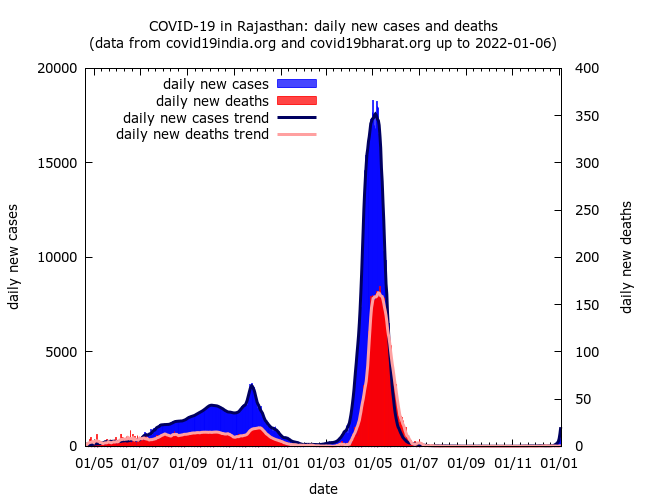 COVID-19 in Rajasthan: daily new cases and deaths
(data from covid19india.org and covid19bharat.org up to 2022-01-06)
daily new cases
daily new deaths
daily new cases trend
daily new deaths trend
20000
15000
10000
5000
0
daily new cases
400
350
300
250
200
150
100
50
0
daily new deaths
01/05 01/07 01/09 01/11 01/01 01/03 01/05 01/07 01/09 01/11 01/01
date